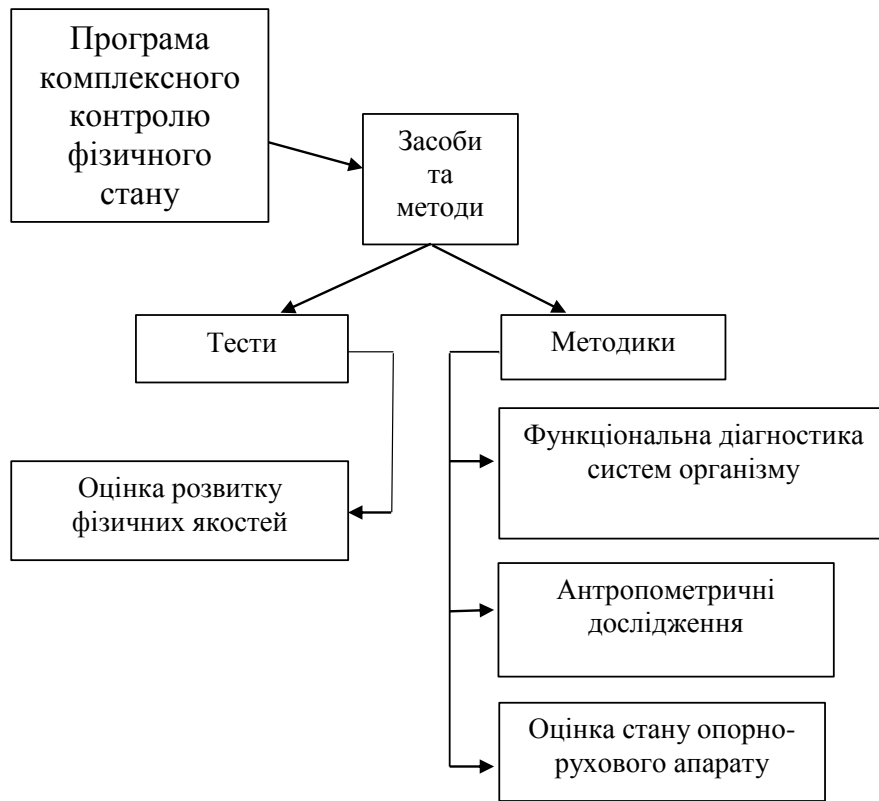 Програма
комплексного
контролю
фізичного
стану
Засоби
та
методи
Тести
Методики
Оцінка розвитку
фізичних якостей
Функціональна діагностика
систем організму
Антропометричні
дослідження
Оцінка стану опорно-
рухового апарату